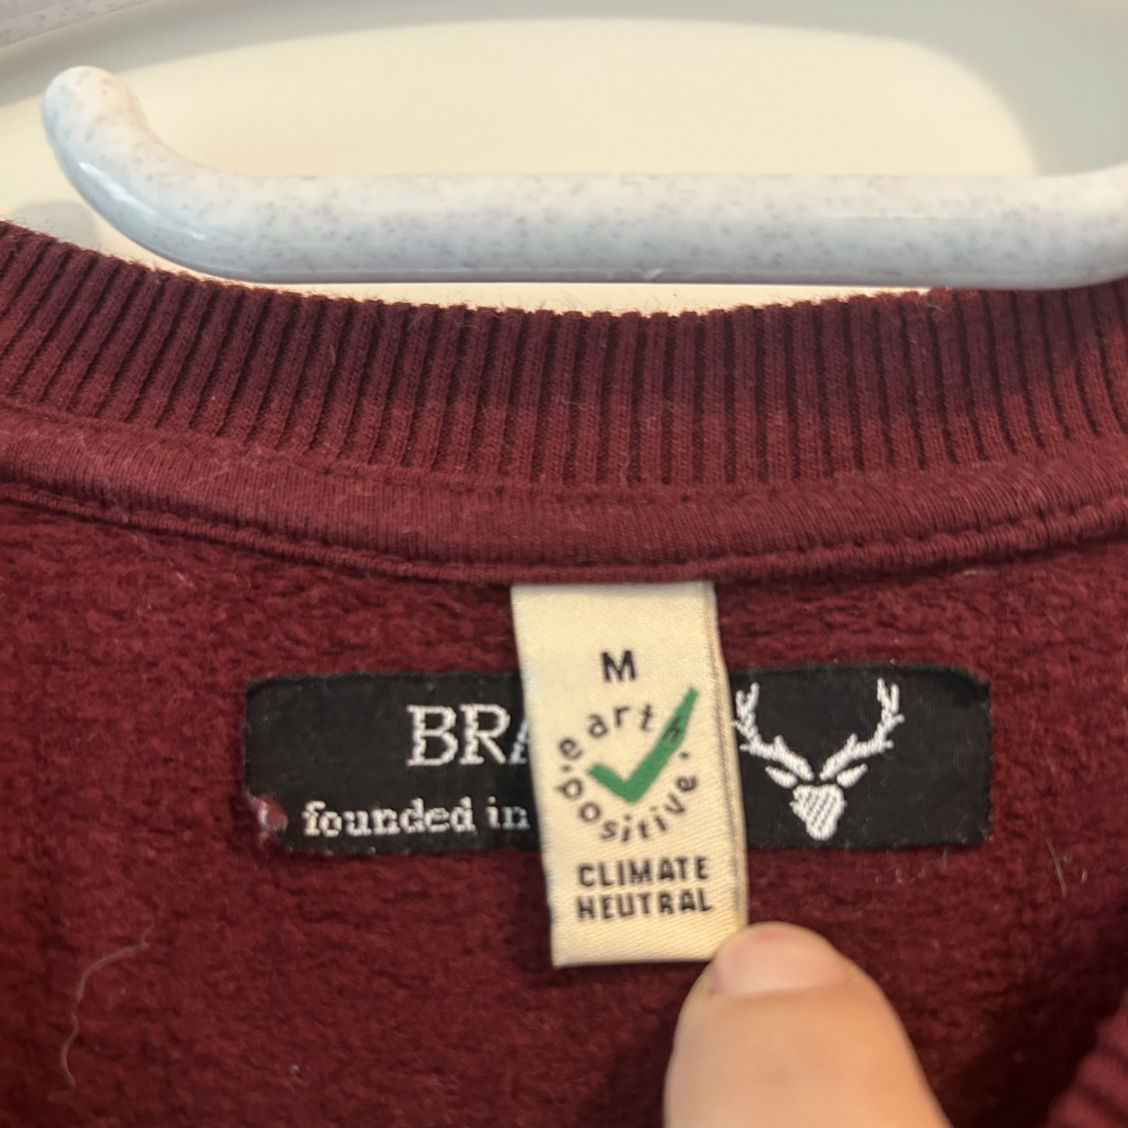 M
earth
positive
CLIMATE
NEUTRAL
BRA
founded in